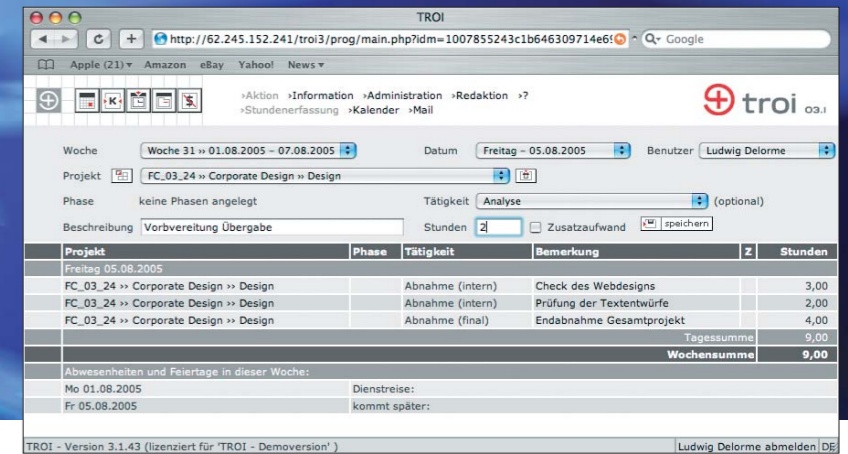 TROI
http://62.245.152.241/troi3/prog/main.php?idm=1007855243c1b646309714e6
Google
Apple (21) Amazon eBay Yahoo! News
›Aktion ›Information ›Administration ›Redaktion ›?
›Stundenerfassung ›Kalender ›Mail
troi 03.1
Woche Woche 31 ›› 01.08.2005 – 07.08.2005 Datum Freitag – 05.08.2005 Benutzer Ludwig Delorme
Projekt FC_03_24 ›› Corporate Design ›› Design
Phase keine Phasen angelegt Tätigkeit Analyse (optional)
Beschreibung Vorbvereitung Übergabe Stunden 2 Zusatzaufwand speichern
Projekt Phase Tätigkeit Bemerkung Z Stunden
Freitag 05.08.2005
FC_03_24 ›› Corporate Design ›› Design Abnahme (intern) Check des Webdesigns 3,00
FC_03_24 ›› Corporate Design ›› Design Abnahme (intern) Prüfung der Textentwürfe 2,00
FC_03_24 ›› Corporate Design ›› Design Abnahme (final) Endabnahme Gesamtprojekt 4,00
Tagessumme 9,00
Wochensumme 9,00
Abwesenheiten und Feiertage in dieser Woche:
Mo 01.08.2005 Dienstreise:
Fr 05.08.2005 kommt später:
TROI - Version 3.1.43 (lizenziert für 'TROI - Demoversion' ) Ludwig Delorme abmelden DE